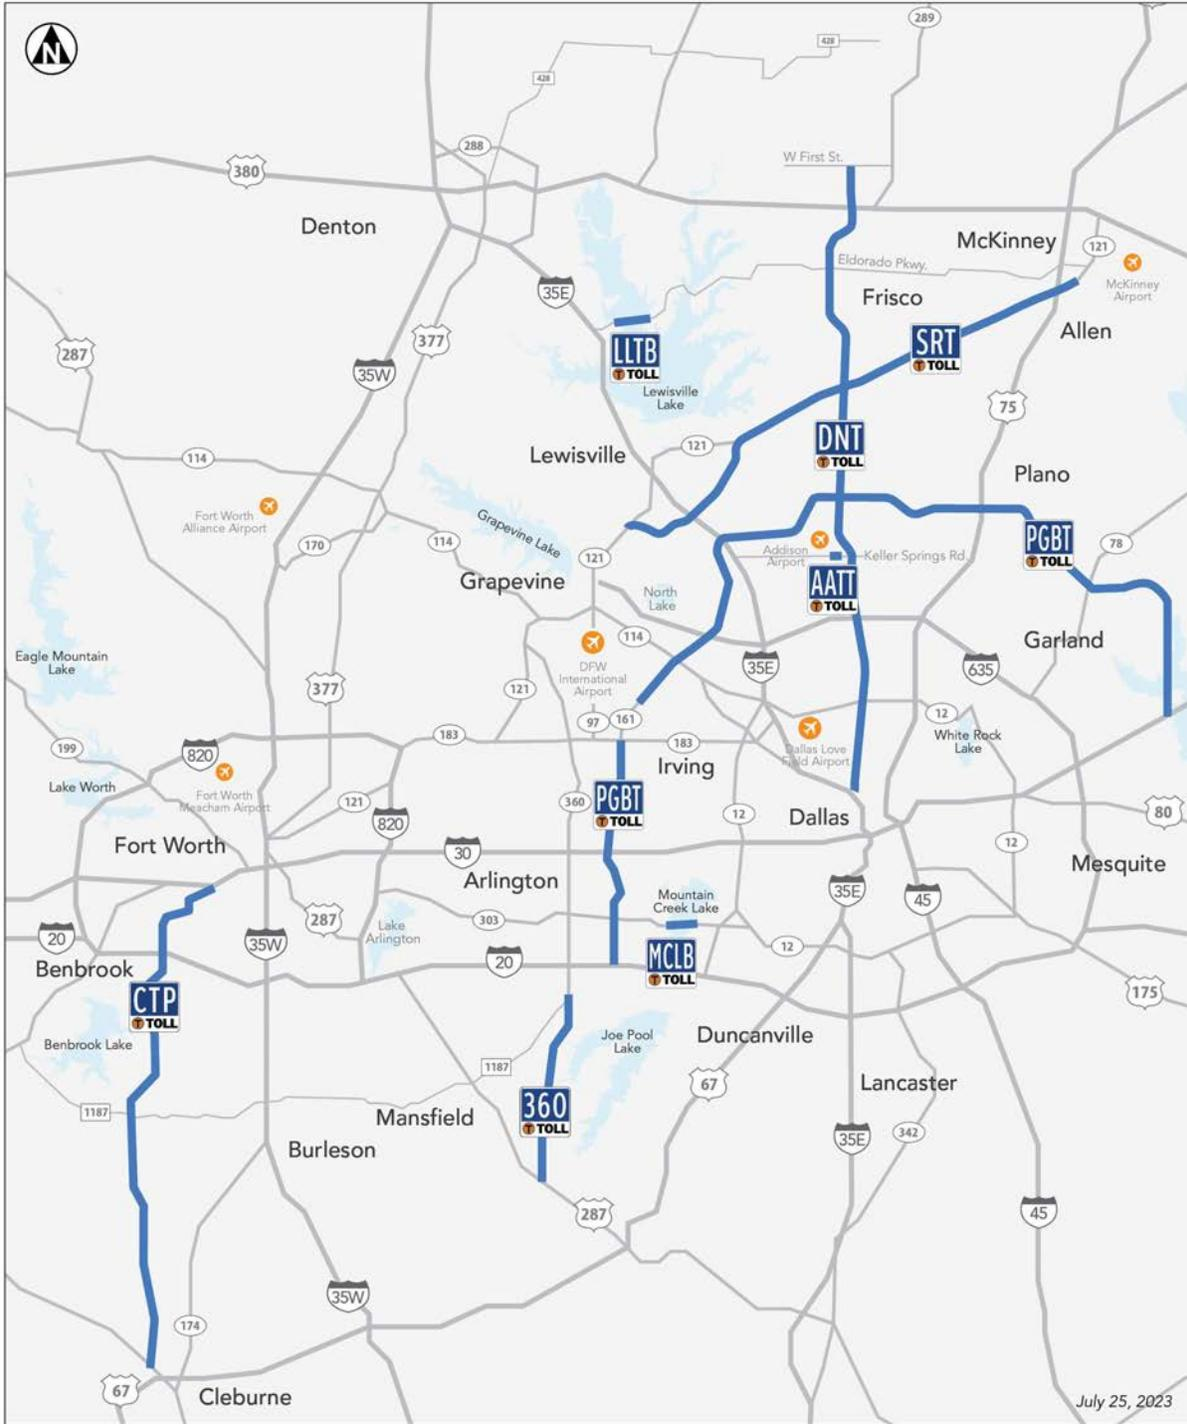 N
289
428
428
288
W First St.
380
Denton
McKinney
121
Eldorado Pkwy.
McKinney
Airport
35E
Frisco
Allen
377
LLTB
TOLL
SRT
TOLL
287
35W
Lewisville
Lake
75
DNT
TOLL
121
Lewisville
114
Plano
Fort Worth
Alliance Airport
Grapevine Lake
PGBT
TOLL
170
114
121
Addison
Airport
Keller Springs Rd.
78
Grapevine
AATT
TOLL
North
Lake
114
Garland
Eagle Mountain
Lake
DFW
International
Airport
35E
635
377
121
97
161
12
199
820
183
183
Dallas Love
Field Airport
White Rock
Lake
Irving
Lake Worth
Fort Worth
Meacham Airport
121
820
360
PGBT
TOLL
12
Dallas
80
Fort Worth
30
12
Mesquite
Arlington
35E
45
Mountain
Creek Lake
287
303
Lake
Arlington
20
35W
20
12
MCLB
TOLL
Benbrook
CTP
TOLL
175
Benbrook Lake
Joe Pool
Lake
Duncanville
1187
67
Lancaster
1187
360
TOLL
Mansfield
342
35E
Burleson
287
45
35W
174
67
Cleburne
July 25, 2023